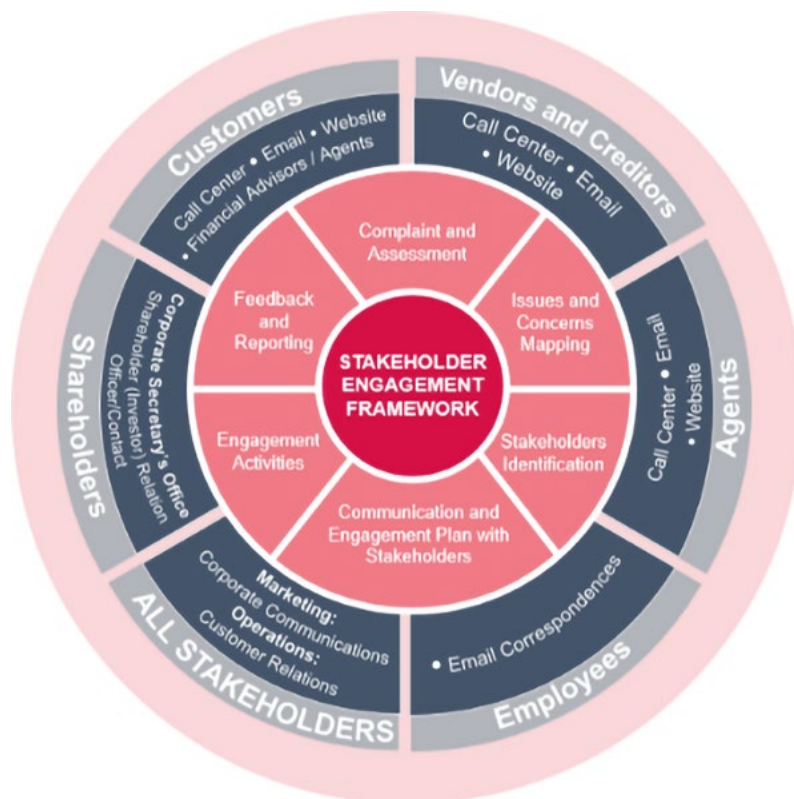 Customers
Call Center • Email • Website
• Financial Advisors / Agents
Vendors and Creditors
Call Center • Email
• Website
Agents
Call Center • Email
• Website
Employees
• Email Correspondences
ALL STAKEHOLDERS
Marketing:
Corporate Communications
Operations:
Customer Relations
Shareholders
Corporate Secretary's Office
Shareholder (Investor) Relation
Officer/Contact
Complaint and
Assessment
Issues and
Concerns
Mapping
Stakeholders
Identification
Communication and
Engagement Plan with
Stakeholders
Engagement
Activities
Feedback
and
Reporting
STAKEHOLDER
ENGAGEMENT
FRAMEWORK